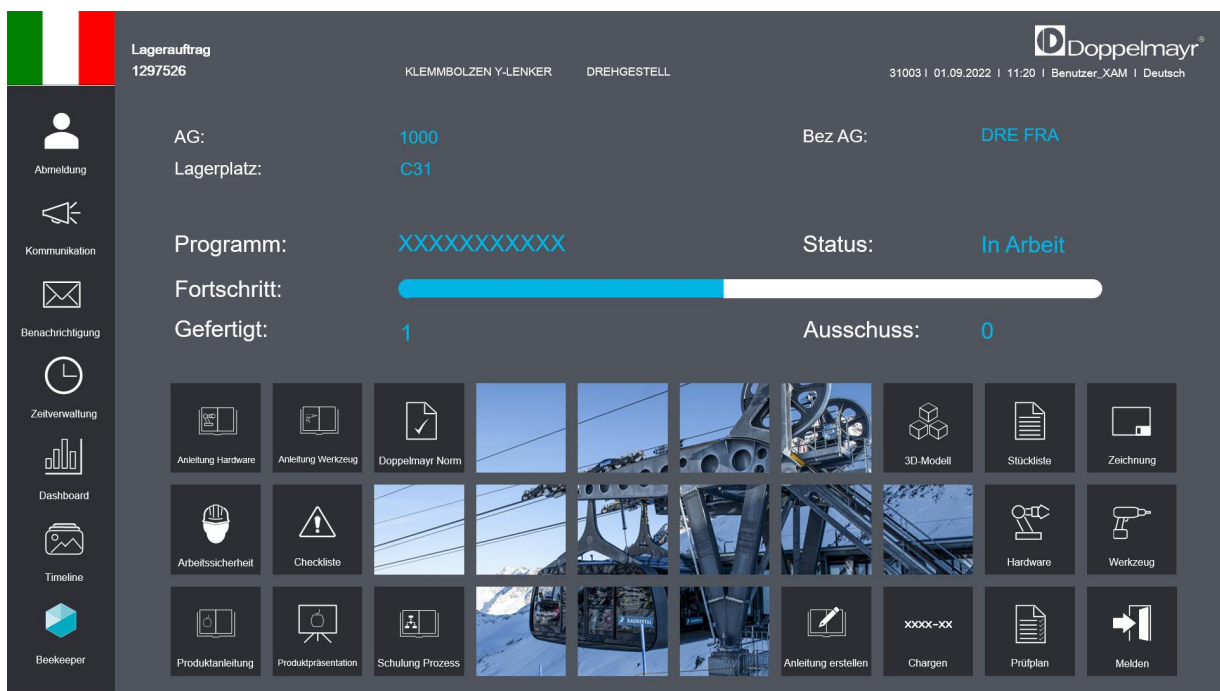 Lagerauftrag
1297526
KLEMMBOLZEN Y-LENKER DREHGESTELL
Doppelmayr®
31003 I 01.09.2022 I 11:20 I Benutzer_XAM I Deutsch
Abmeldung
Kommunikation
Benachrichtigung
Zeitverwaltung
Dashboard
Timeline
Beekeeper
AG: 1000 Bez AG: DRE FRA
Lagerplatz: C31
Programm: XXXXXXXXXXX Status: In Arbeit
Fortschritt:
Gefertigt: 1 Ausschuss: 0
Anleitung Hardware Anleitung Werkzeug Doppelmayr Norm 3D-Modell Stückliste Zeichnung
Arbeitssicherheit Checkliste Hardware Werkzeug
KAUNERTAL
xxxx-xx
Produktanleitung Produktpräsentation Schulung Prozess Anleitung erstellen Chargen Prüfplan Melden